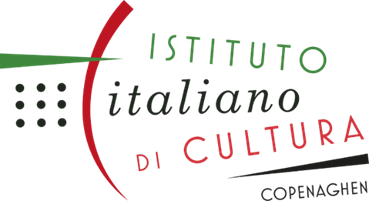 ISTITUTO
italiano
DI CULTURA
COPENAGHEN